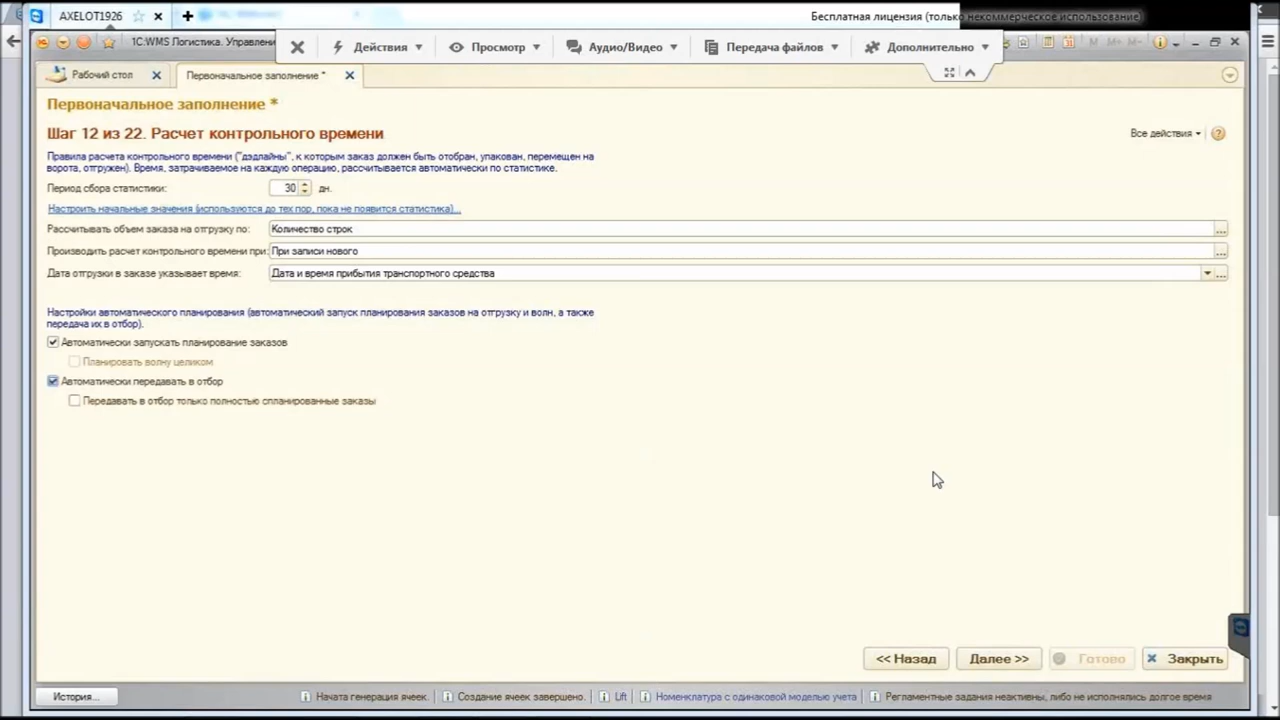 AXELOT1926
Бесплатная лицензия (только некоммерческое использование)
1С:WMS Логистика. Управлени
Действия
Просмотр
Аудио/Видео
Передача файлов
Дополнительно
M M+ M-
Рабочий стол
Первоначальное заполнение *
Первоначальное заполнение *
Шаг 12 из 22. Расчет контрольного времени
Все действия
Правила расчета контрольного времени ("дэдлайны", к которым заказ должен быть отобран, упакован, перемещен на
ворота, отгружен). Время, затрачиваемое на каждую операцию, рассчитывается автоматически по статистике.
Период сбора статистики: 30 дн.
Настроить начальные значения (используются до тех пор, пока не появится статистика)...
Рассчитывать объем заказа на отгрузку по: Количество строк ...
Производить расчет контрольного времени при: При записи нового ...
Дата отгрузки в заказе указывает время: Дата и время прибытия транспортного средства ...
Настройки автоматического планирования (автоматический запуск планирования заказов на отгрузку и волн, а также
передача их в отбор).
Автоматически запускать планирование заказов
Планировать волну целиком
Автоматически передавать в отбор
Передавать в отбор только полностью спланированные заказы
<< Назад
Далее >>
Готово
Закрыть
История...
Начата генерация ячеек.
Создание ячеек завершено.
Lift
Номенклатура с одинаковой моделью учета
Регламентные задания неактивны, либо не исполнялись долгое время